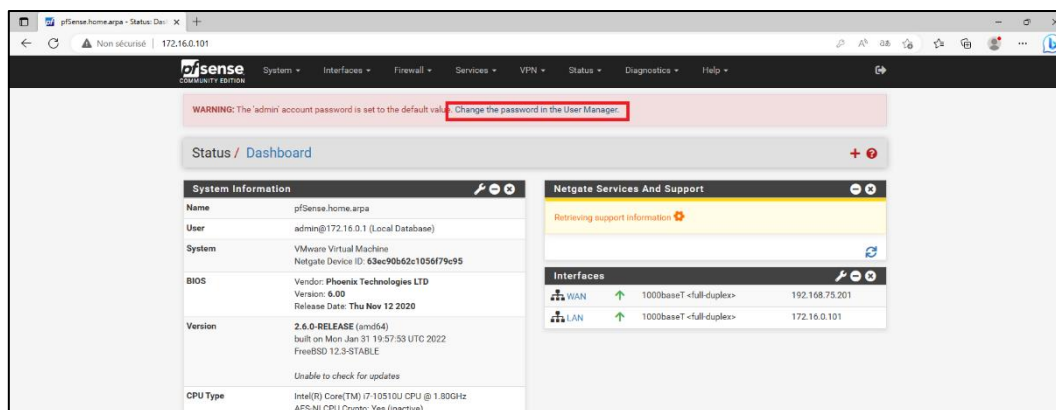 pfSense.home.arpa - Status: Das
Non sécurisé 172.16.0.101
pfsense
COMMUNITY EDITION
System Interfaces Firewall Services VPN Status Diagnostics Help
WARNING: The 'admin' account password is set to the default value. Change the password in the User Manager.
Status / Dashboard
System Information
Name pfSense.home.arpa
User admin@172.16.0.1 (Local Database)
System VMware Virtual Machine
Netgate Device ID: 63ec90b62c1056f79c95
BIOS Vendor: Phoenix Technologies LTD
Version: 6.00
Release Date: Thu Nov 12 2020
Version 2.6.0-RELEASE (amd64)
built on Mon Jan 31 19:57:53 UTC 2022
FreeBSD 12.3-STABLE
Unable to check for updates
CPU Type Intel(R) Core(TM) i7-10510U CPU @ 1.80GHz
AES-NI CPU Crypto: Yes (inactive)
Netgate Services And Support
Retrieving support information
Interfaces
WAN 1000baseT <full-duplex> 192.168.75.201
LAN 1000baseT <full-duplex> 172.16.0.101